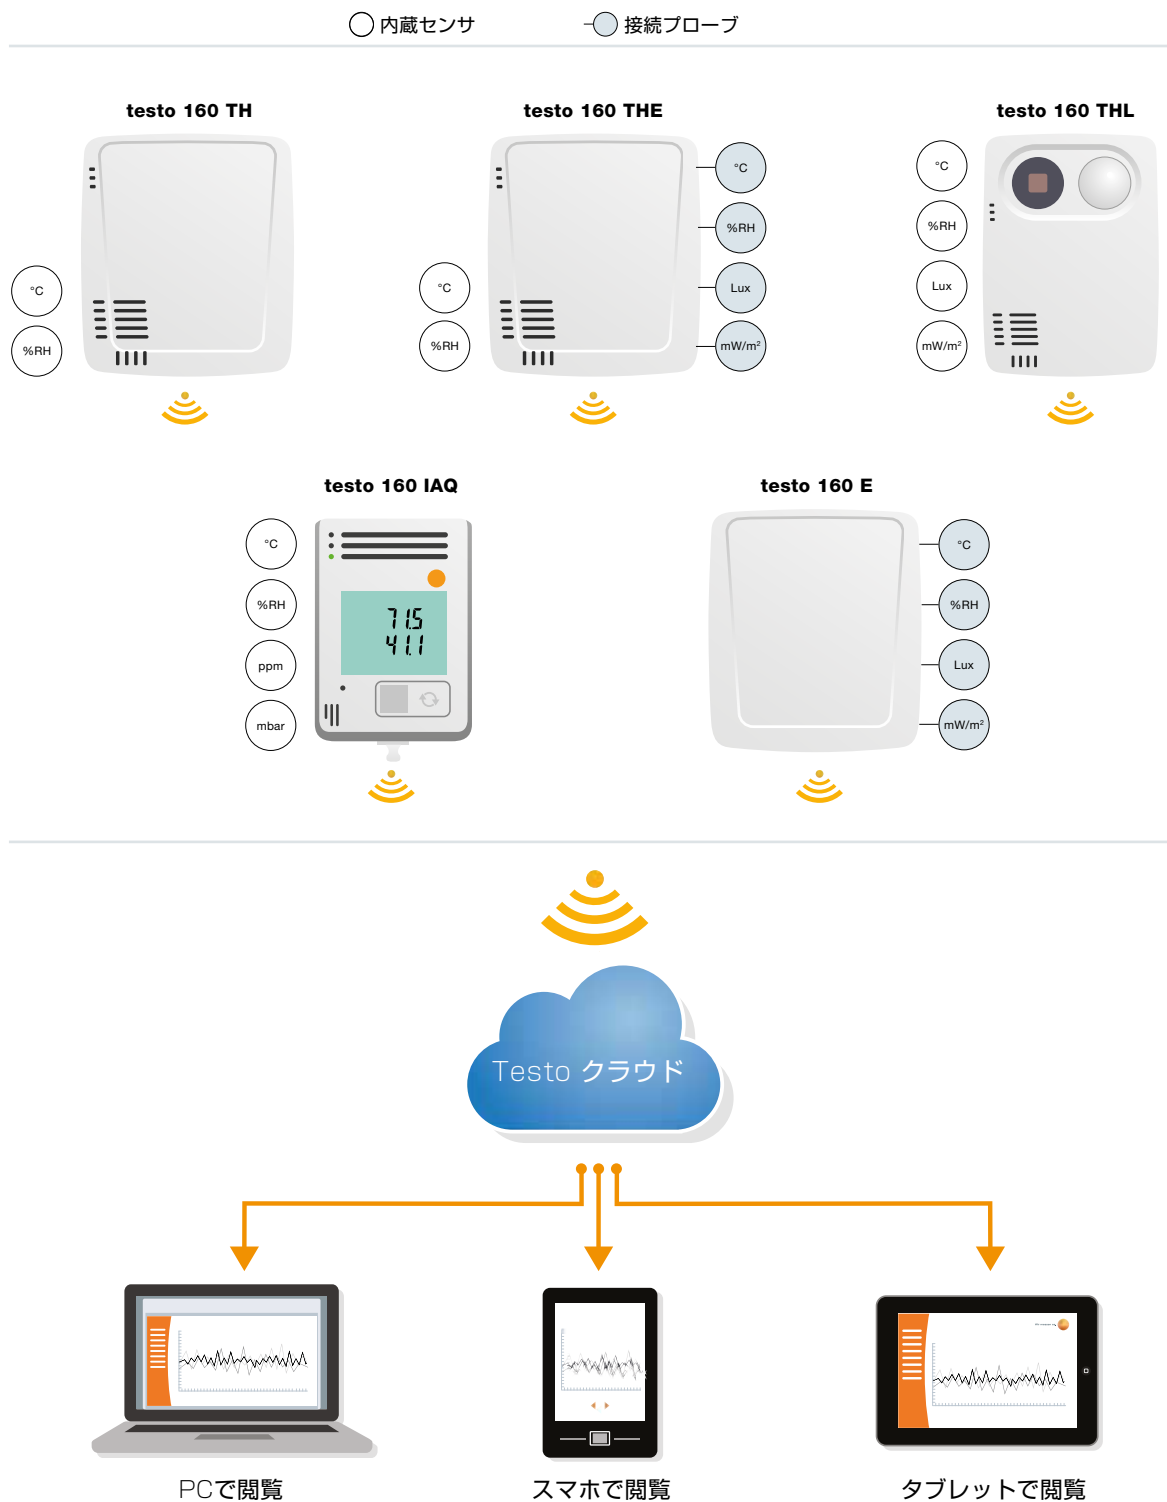 内蔵センサ
接続プローブ
testo 160 TH
°C
%RH
testo 160 THE
°C
%RH
°C
%RH
Lux
mW/m²
testo 160 THL
°C
%RH
Lux
mW/m²
testo 160 IAQ
°C
%RH
ppm
mbar
71.5
41.1
testo 160 E
°C
%RH
Lux
mW/m²
Testo クラウド
PCで閲覧
スマホで閲覧
タブレットで閲覧